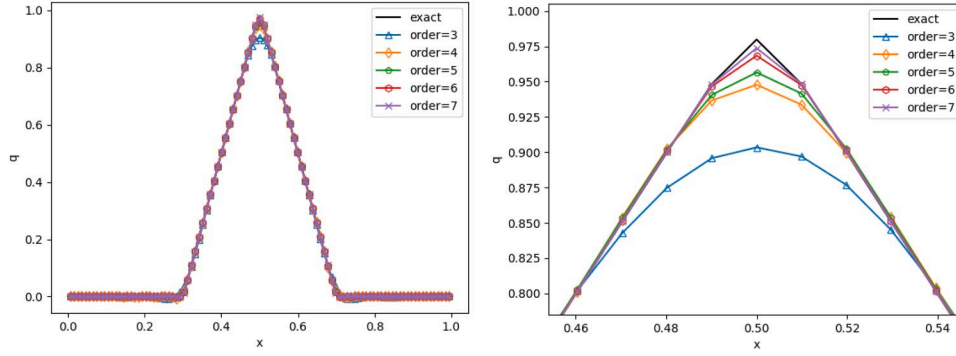 1.0
0.8
0.6
0.4
0.2
0.0
q
0.0 0.2 0.4 0.6 0.8 1.0
x
exact
order=3
order=4
order=5
order=6
order=7
1.000
0.975
0.950
0.925
0.900
0.875
0.850
0.825
0.800
q
0.46 0.48 0.50 0.52 0.54
x
exact
order=3
order=4
order=5
order=6
order=7